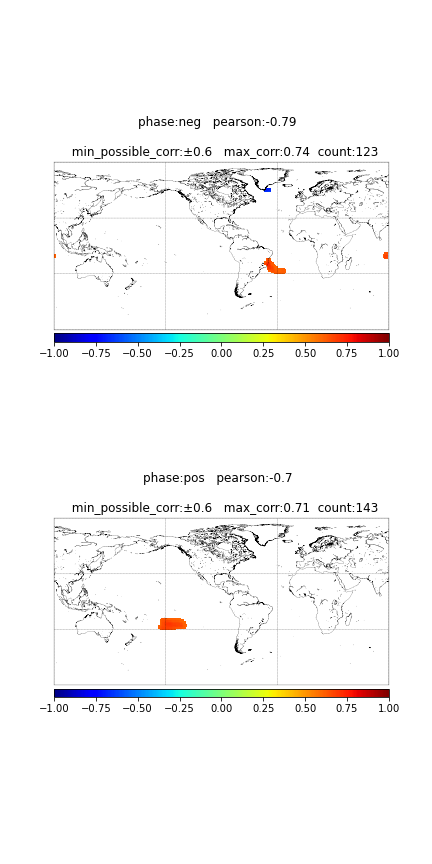 phase:neg   pearson:-0.79
min_possible_corr:±0.6   max_corr:0.74  count:123
−1.00 −0.75 −0.50 −0.25 0.00 0.25 0.50 0.75 1.00
phase:pos   pearson:-0.7
min_possible_corr:±0.6   max_corr:0.71  count:143
−1.00 −0.75 −0.50 −0.25 0.00 0.25 0.50 0.75 1.00